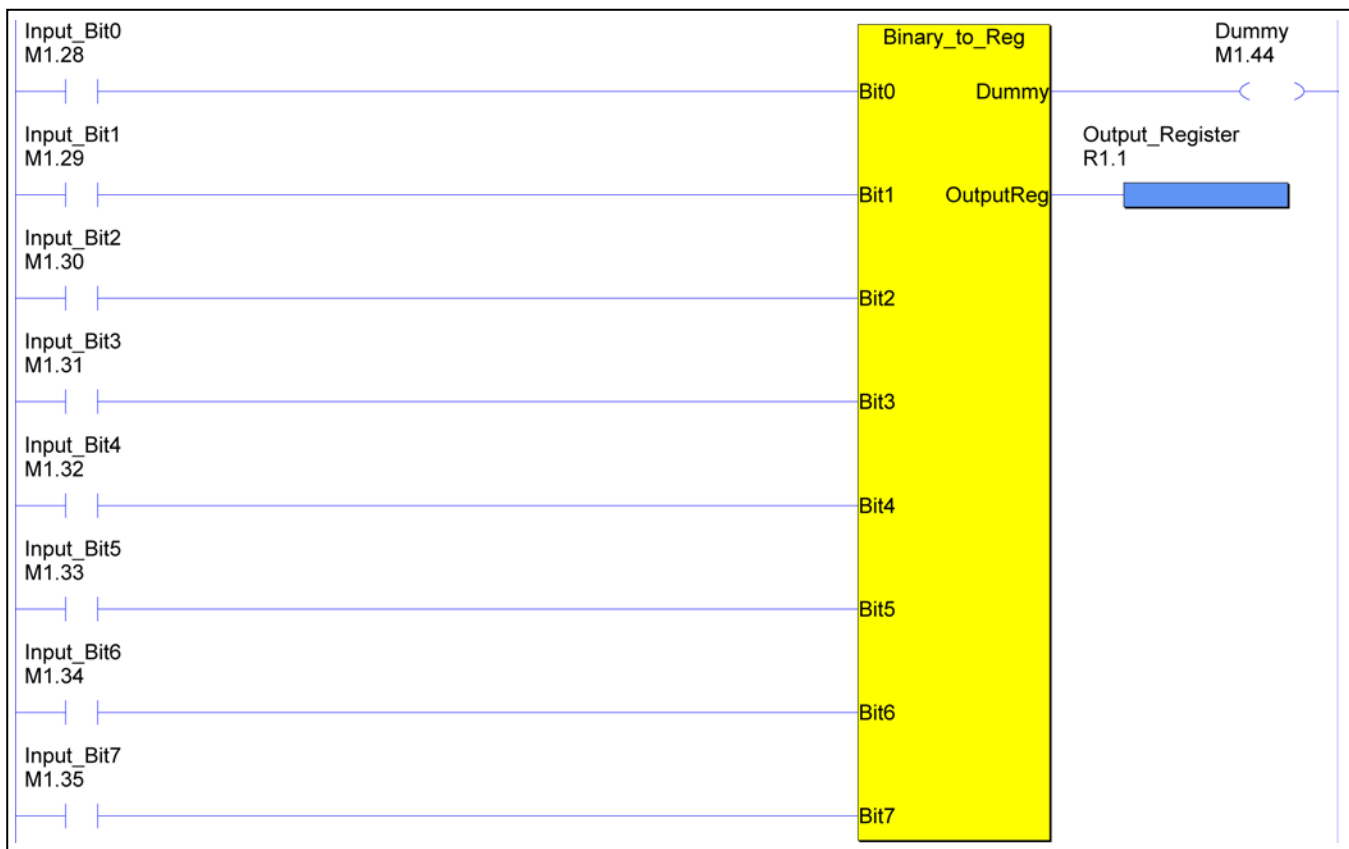 Input_Bit0
M1.28
Binary_to_Reg
Dummy
M1.44
Bit0
Dummy
Input_Bit1
M1.29
Output_Register
R1.1
Bit1
OutputReg
Input_Bit2
M1.30
Bit2
Input_Bit3
M1.31
Bit3
Input_Bit4
M1.32
Bit4
Input_Bit5
M1.33
Bit5
Input_Bit6
M1.34
Bit6
Input_Bit7
M1.35
Bit7